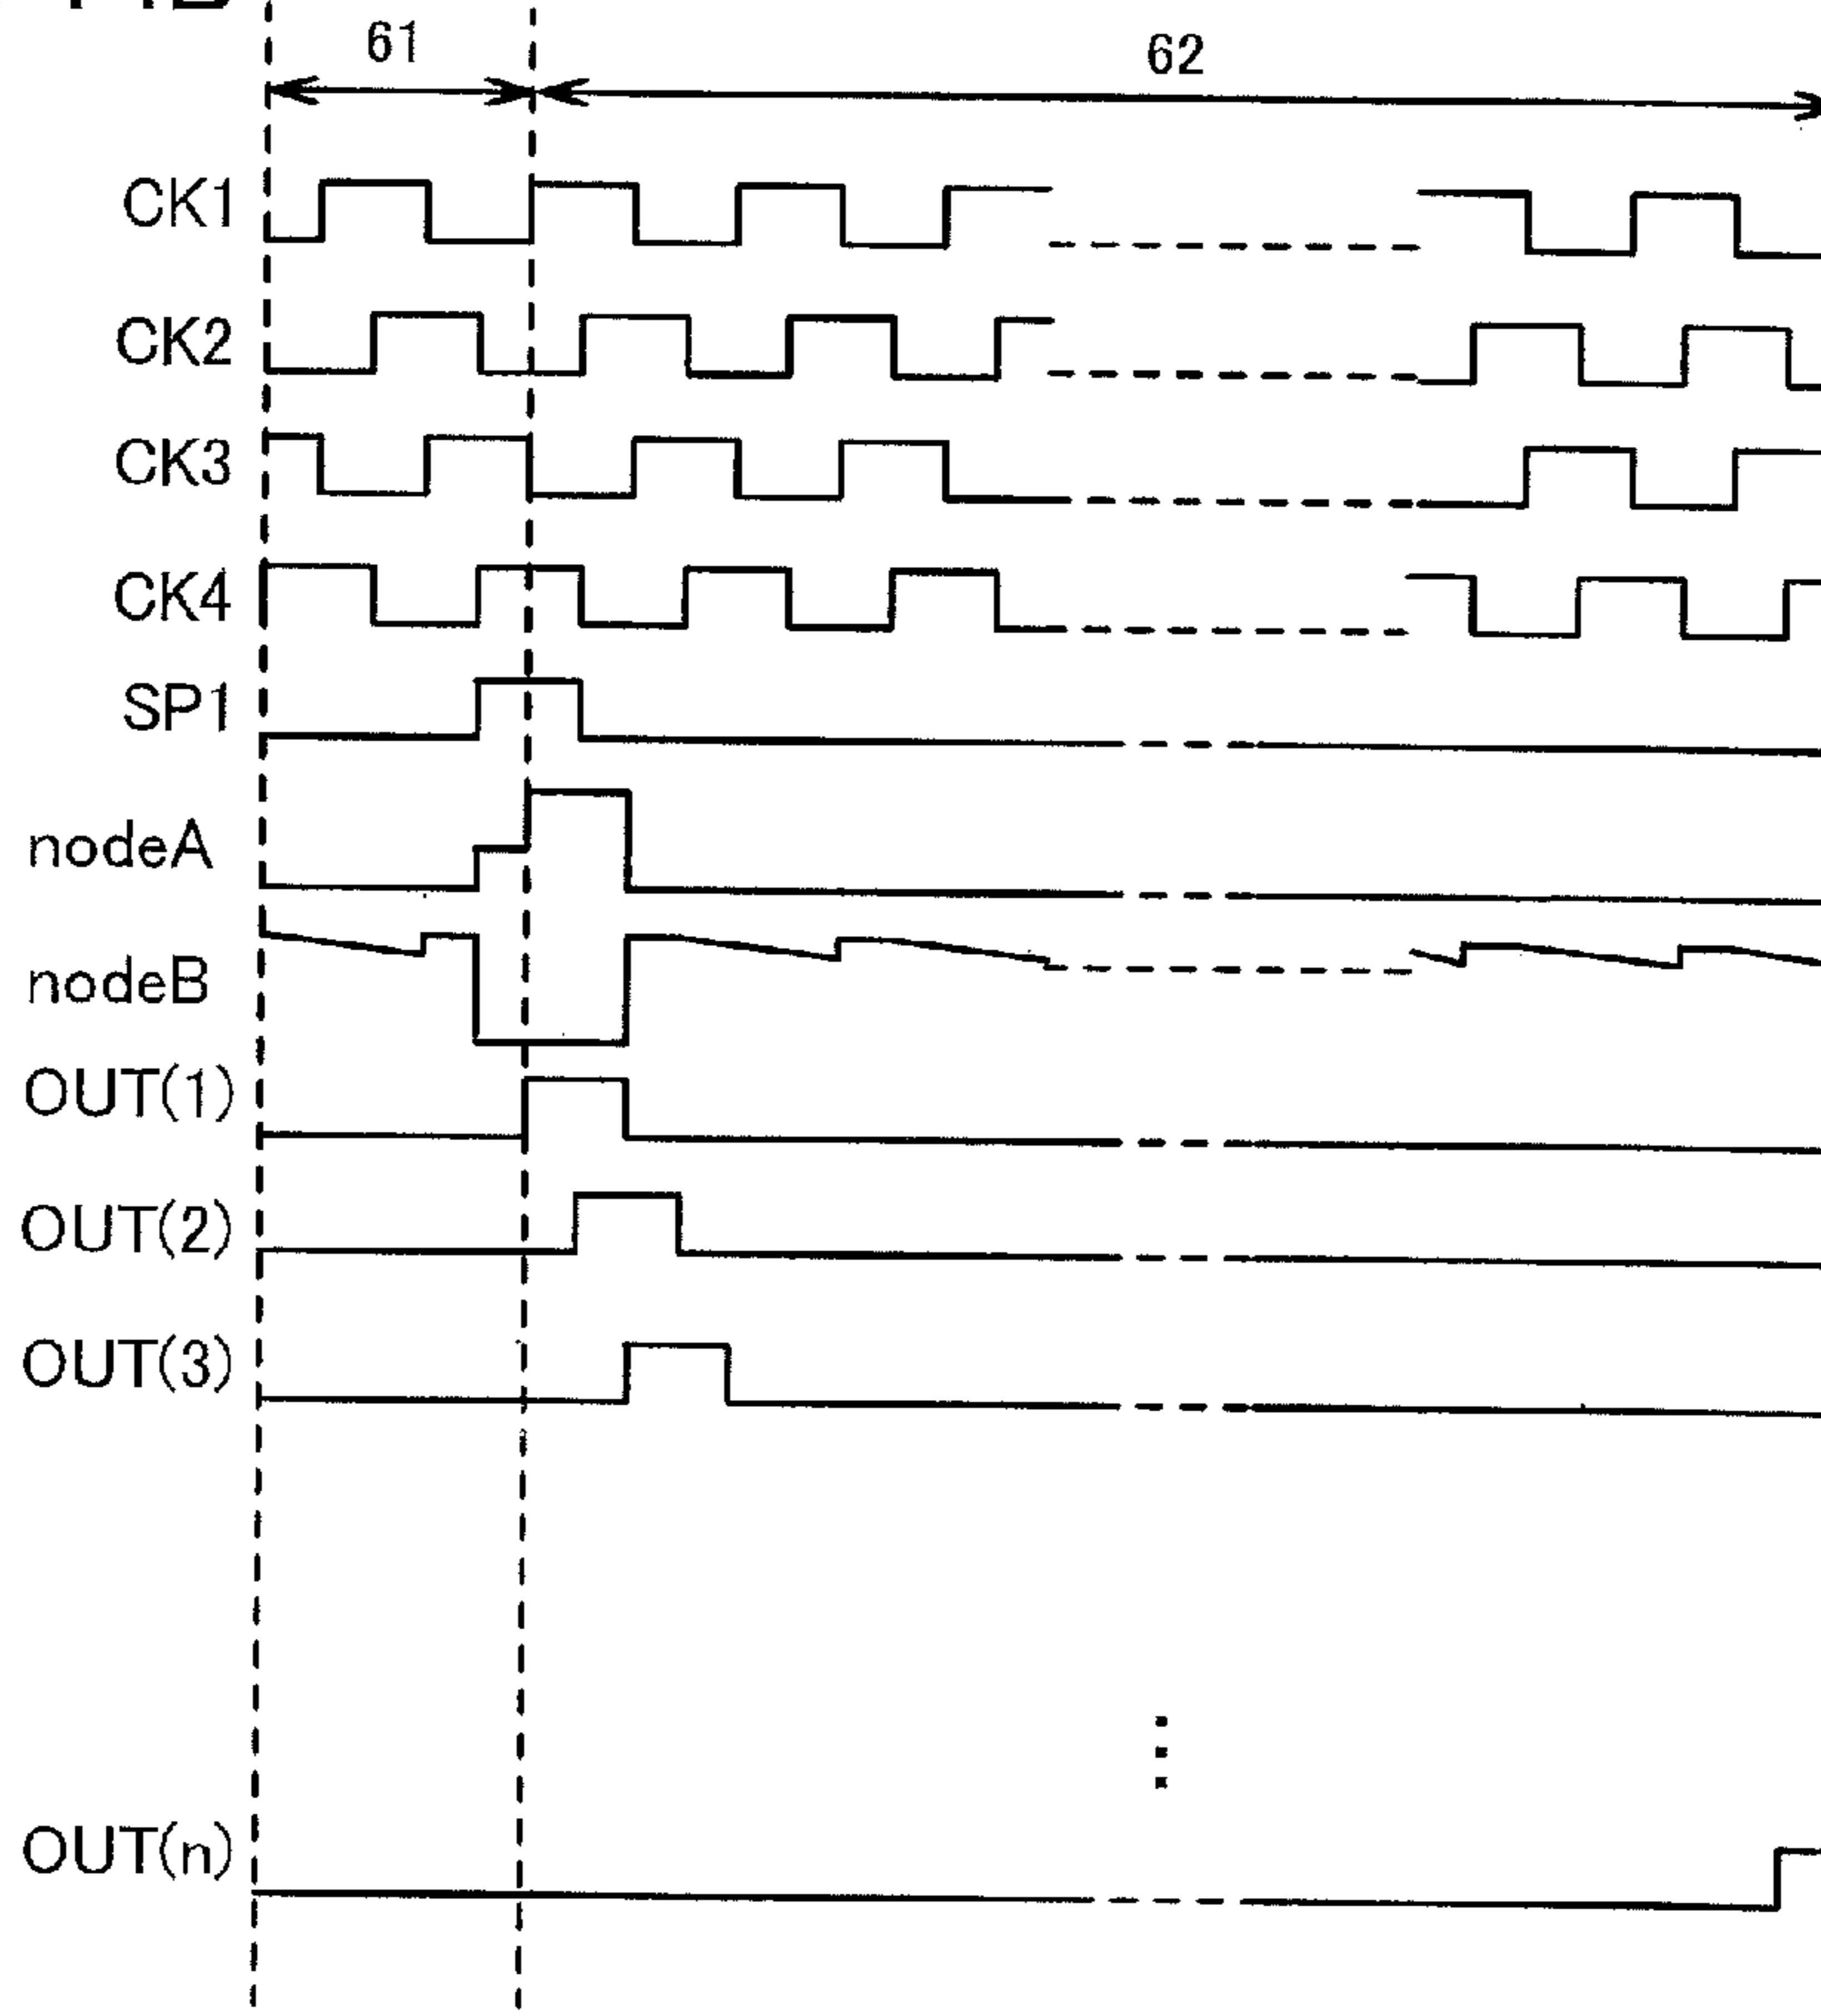 61
62
CK1
CK2
CK3
CK4
SP1
nodeA
nodeB
OUT(1)
OUT(2)
OUT(3)
OUT(n)